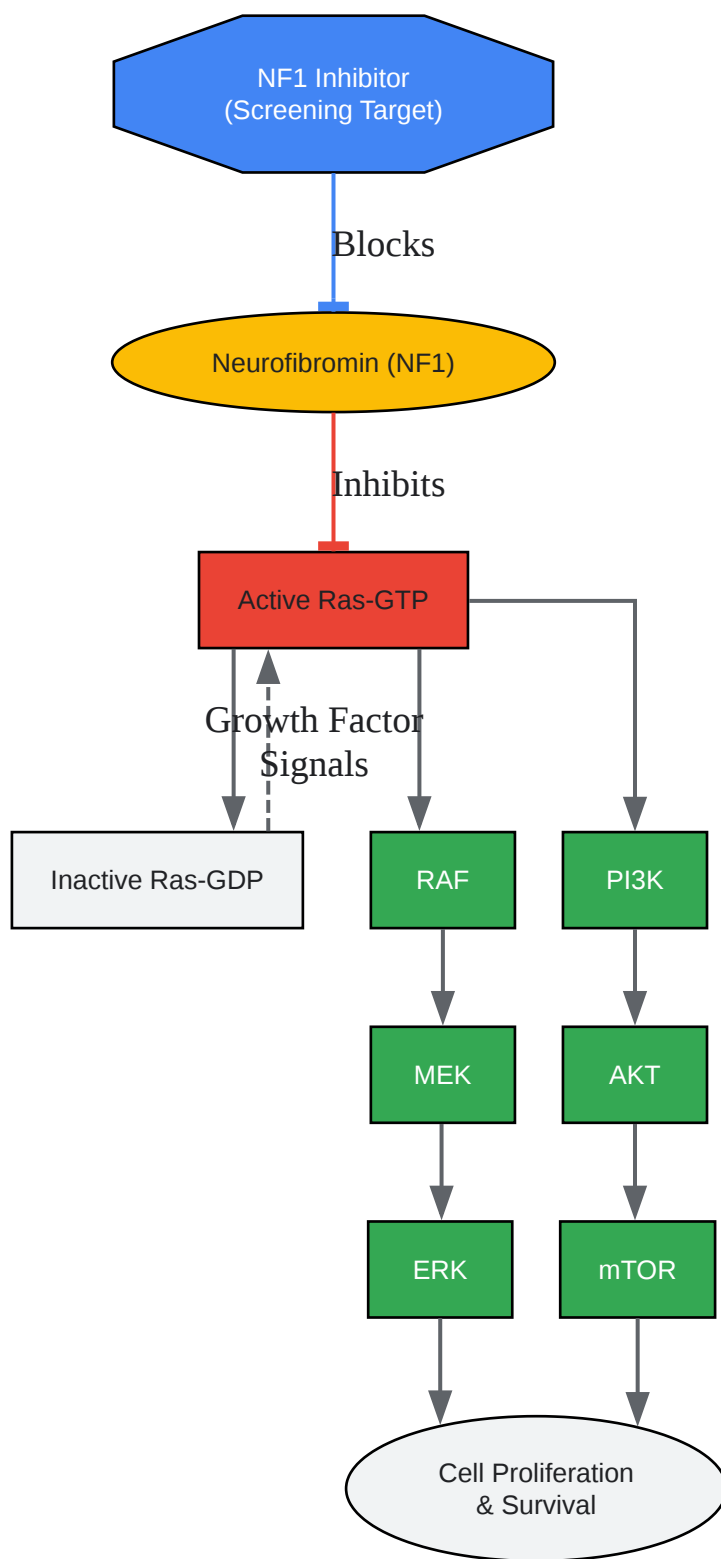 NF1 Inhibitor
(Screening Target)
Blocks
Neurofibromin (NF1)
Inhibits
Active Ras-GTP
Growth Factor
Signals
Inactive Ras-GDP
RAF
PI3K
MEK
AKT
ERK
mTOR
Cell Proliferation
& Survival